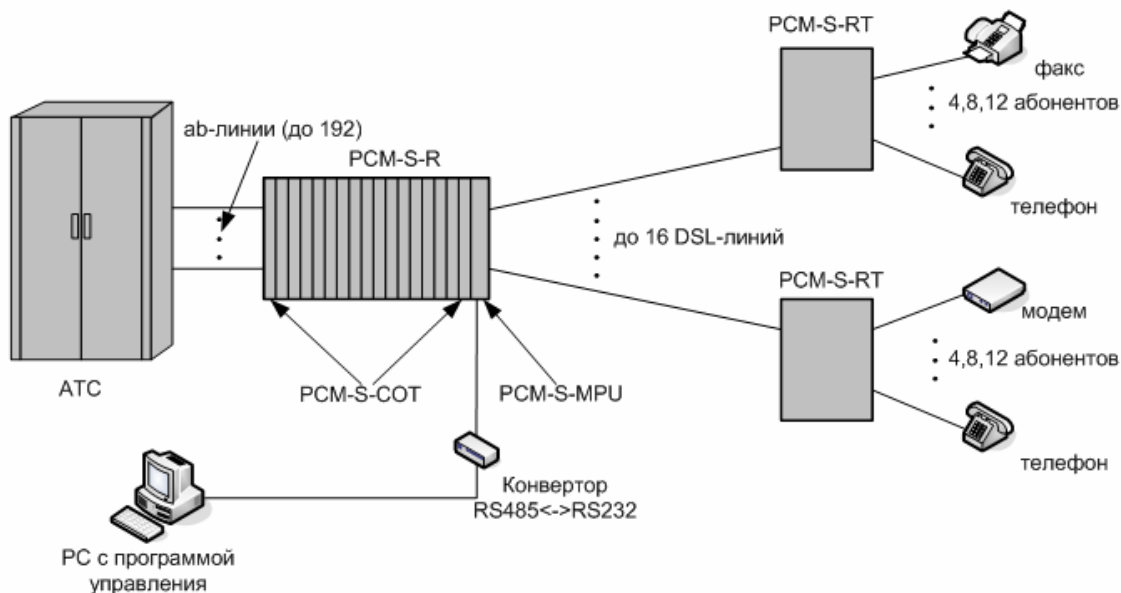 PCM-S-RT
факс
4,8,12 абонентов
телефон
ab-линии (до 192)
PCM-S-R
до 16 DSL-линий
PCM-S-RT
модем
4,8,12 абонентов
телефон
АТС
PCM-S-COT
PCM-S-MPU
Конвертор
RS485<->RS232
PC с программой
управления